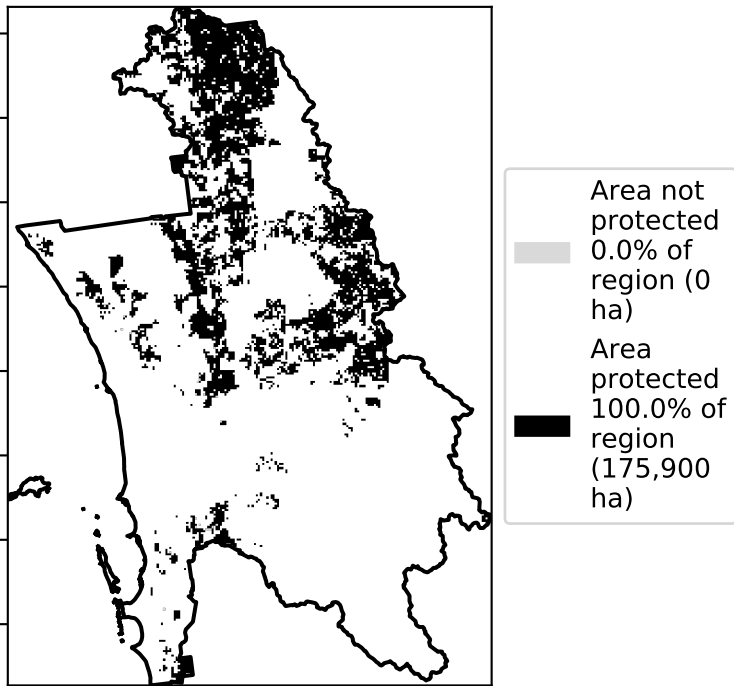 Area not
protected
0.0% of
region (0
ha)
Area
protected
100.0% of
region
(175,900
ha)